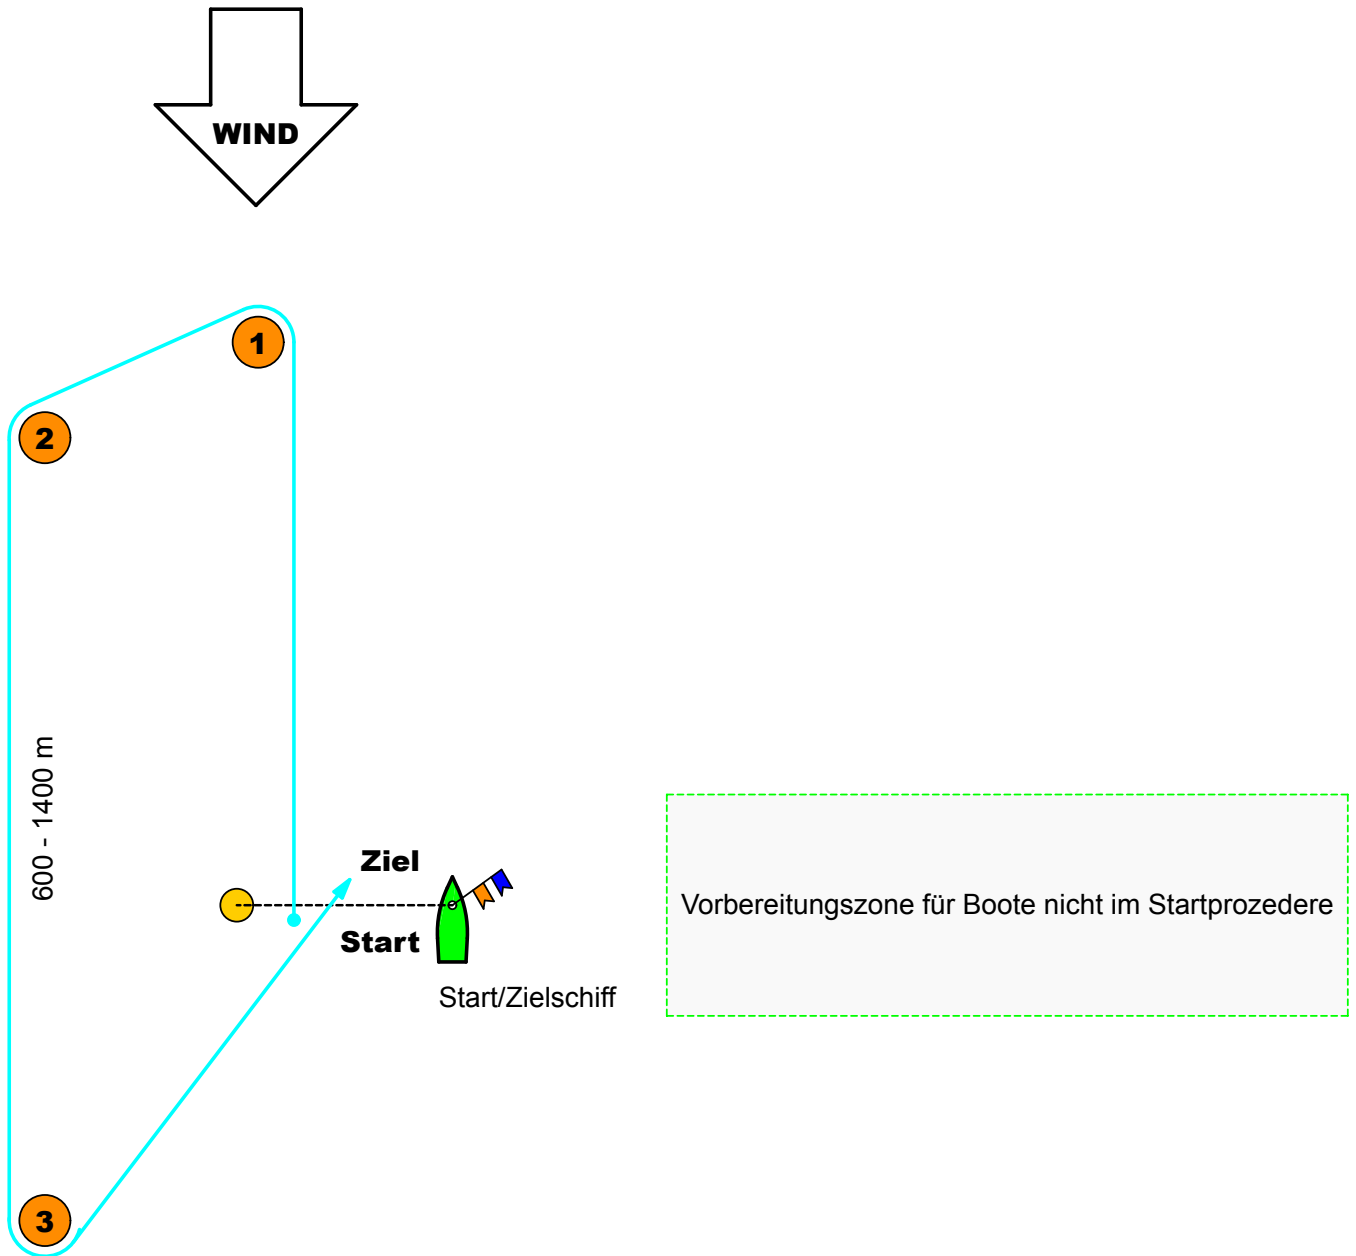 WIND
1
2
600 - 1400 m
Ziel
Vorbereitungszone für Boote nicht im Startprozedere
Start
Start/Zielschiff
3